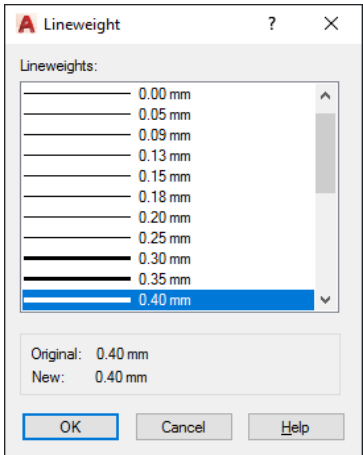 Lineweight ?
Lineweights:
0.00 mm
0.05 mm
0.09 mm
0.13 mm
0.15 mm
0.18 mm
0.20 mm
0.25 mm
0.30 mm
0.35 mm
0.40 mm
Original: 0.40 mm
New: 0.40 mm
OK Cancel Help